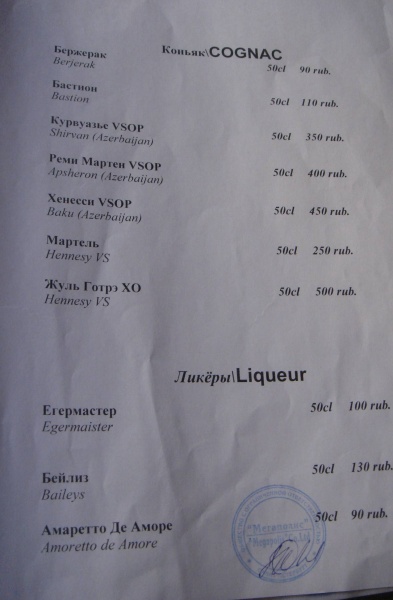 Коньяк\COGNAC
Бержерак 50cl 90 rub.
Berjerak
Бастион 50cl 110 rub.
Bastion
Курвуазье VSOP 50cl 350 rub.
Shirvan (Azerbaijan)
Реми Мартен VSOP 50cl 400 rub.
Apsheron (Azerbaijan)
Хенесси VSOP 50cl 450 rub.
Baku (Azerbaijan)
Мартель 50cl 250 rub.
Hennesy VS
Жуль Готрэ ХО 50cl 500 rub.
Hennesy VS
Ликёры\Liqueur
Егермастер 50cl 100 rub.
Egermaister
Бейлиз 50cl 130 rub.
Baileys
Амаретто Де Аморе 50cl 90 rub.
Amoretto de Amore